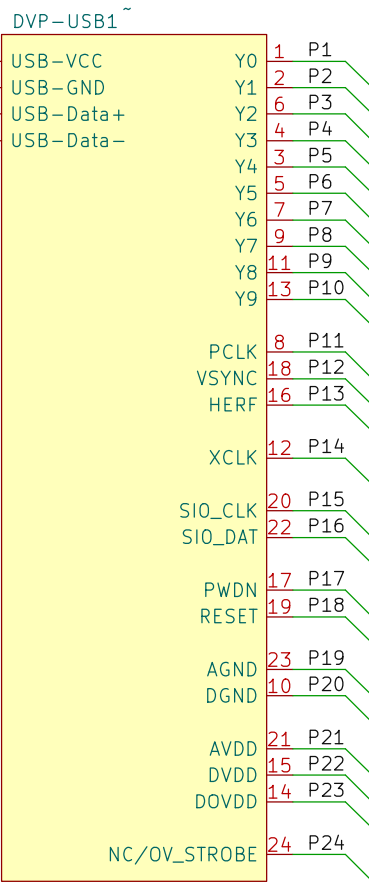 DVP-USB1 ~
USB-VCC Y0 1 P1
USB-GND Y1 2 P2
USB-Data+ Y2 6 P3
USB-Data- Y3 4 P4
Y4 3 P5
Y5 5 P6
Y6 7 P7
Y7 9 P8
Y8 11 P9
Y9 13 P10
PCLK 8 P11
VSYNC 18 P12
HERF 16 P13
XCLK 12 P14
SIO_CLK 20 P15
SIO_DAT 22 P16
PWDN 17 P17
RESET 19 P18
AGND 23 P19
DGND 10 P20
AVDD 21 P21
DVDD 15 P22
DOVDD 14 P23
NC/OV_STROBE 24 P24